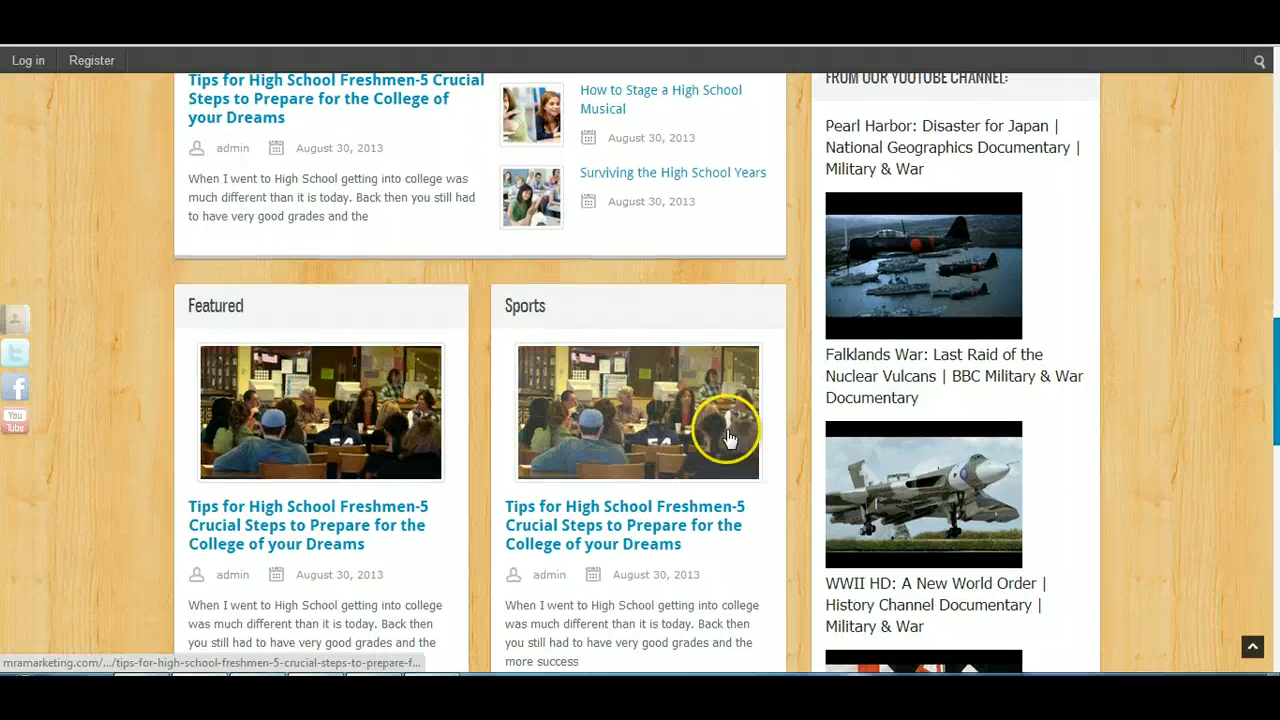 Log in
Register
Tips for High School Freshmen-5 Crucial
Steps to Prepare for the College of
your Dreams
admin
August 30, 2013
When I went to High School getting into college was
much different than it is today. Back then you still had
to have very good grades and the
How to Stage a High School
Musical
August 30, 2013
Surviving the High School Years
August 30, 2013
FROM OUR YOUTUBE CHANNEL:
Pearl Harbor: Disaster for Japan |
National Geographics Documentary |
Military & War
Falklands War: Last Raid of the
Nuclear Vulcans | BBC Military & War
Documentary
WWII HD: A New World Order |
History Channel Documentary |
Military & War
Featured
54
Tips for High School Freshmen-5
Crucial Steps to Prepare for the
College of your Dreams
admin
August 30, 2013
When I went to High School getting into college
was much different than it is today. Back then
you still had to have very good grades and the
Sports
54
Tips for High School Freshmen-5
Crucial Steps to Prepare for the
College of your Dreams
admin
August 30, 2013
When I went to High School getting into college
was much different than it is today. Back then
you still had to have very good grades and the
more success
You
Tube
mramarketing.com/.../tips-for-high-school-freshmen-5-crucial-steps-to-prepare-f...